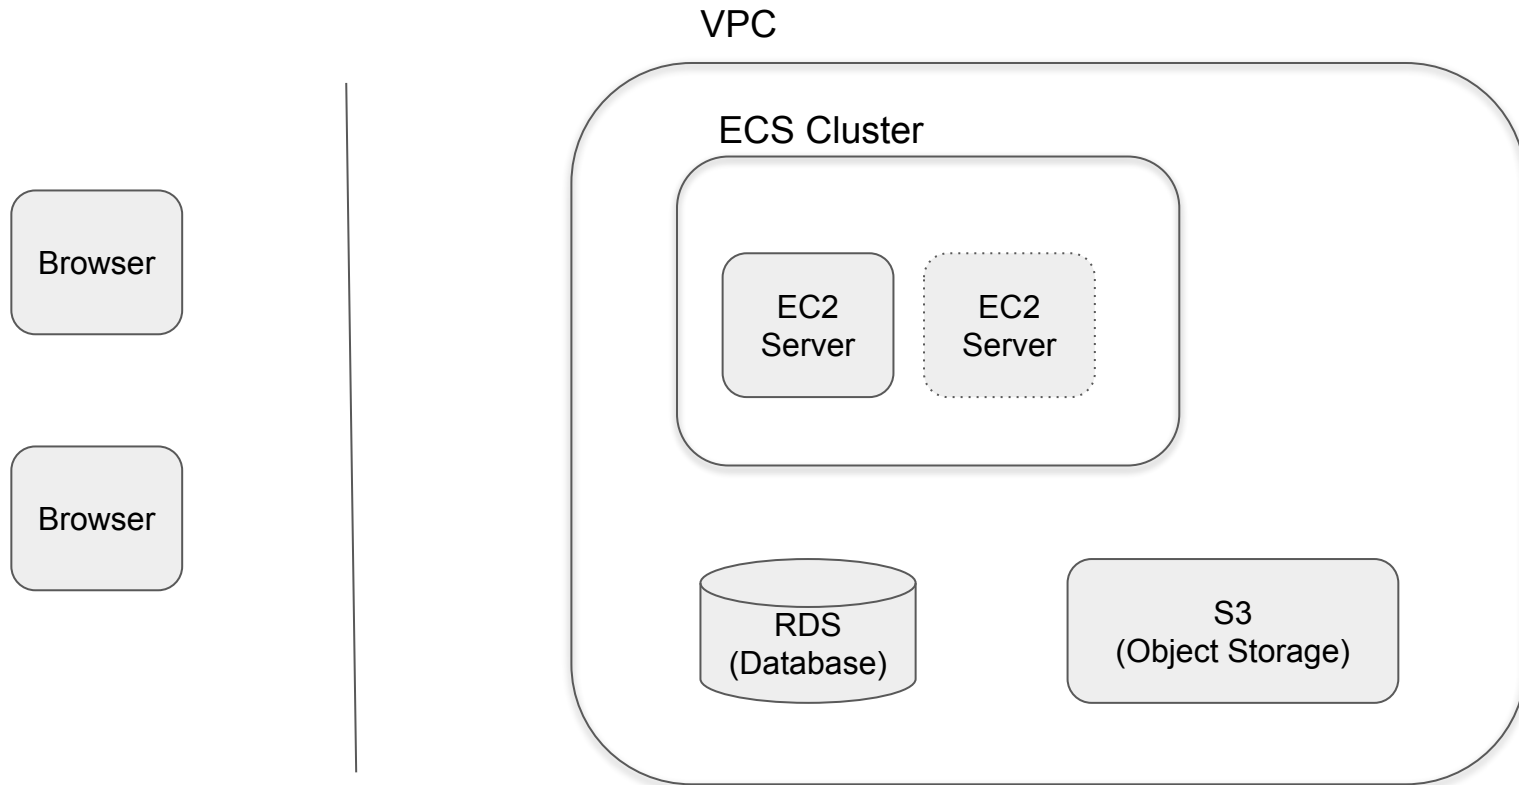 VPC
ECS Cluster
Browser
EC2
Server
EC2
Server
Browser
RDS
(Database)
S3
(Object Storage)